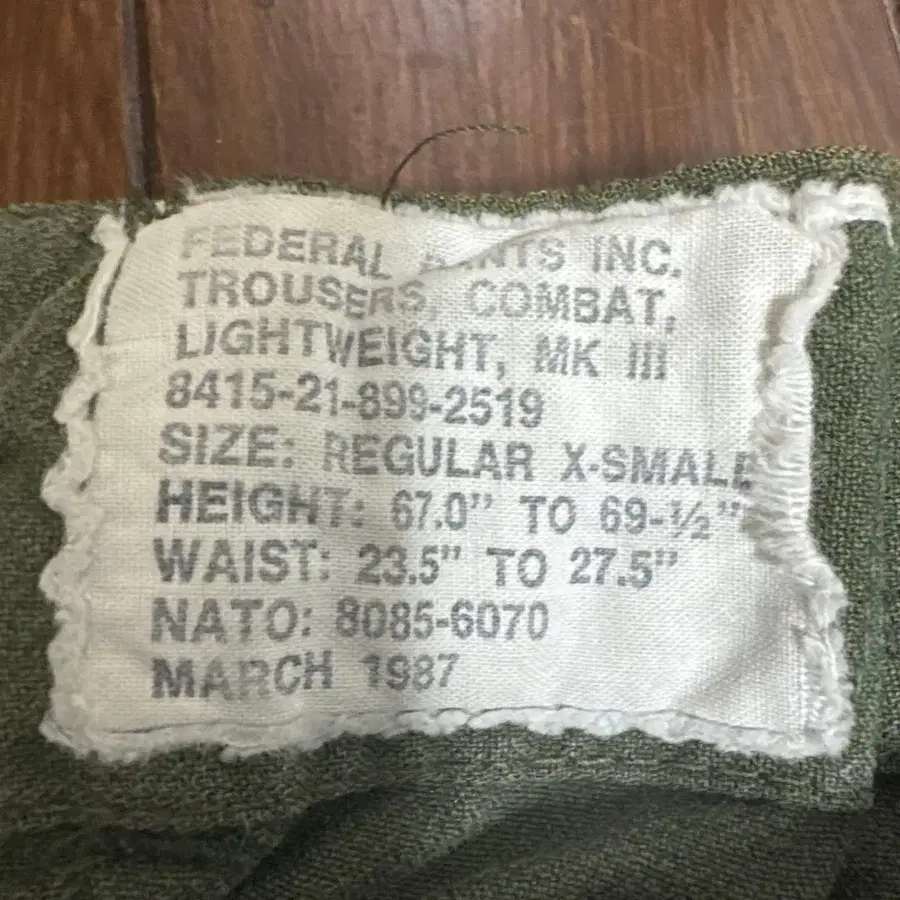 FEDERAL INC.
TROUSERS, COMBAT,
LIGHTWEIGHT, MK III
8415-21-899-2519
SIZE: REGULAR X-SMALL
HEIGHT: 67.0" TO 69-½"
WAIST: 23.5" TO 27.5"
NATO: 8085-6070
MARCH 1987